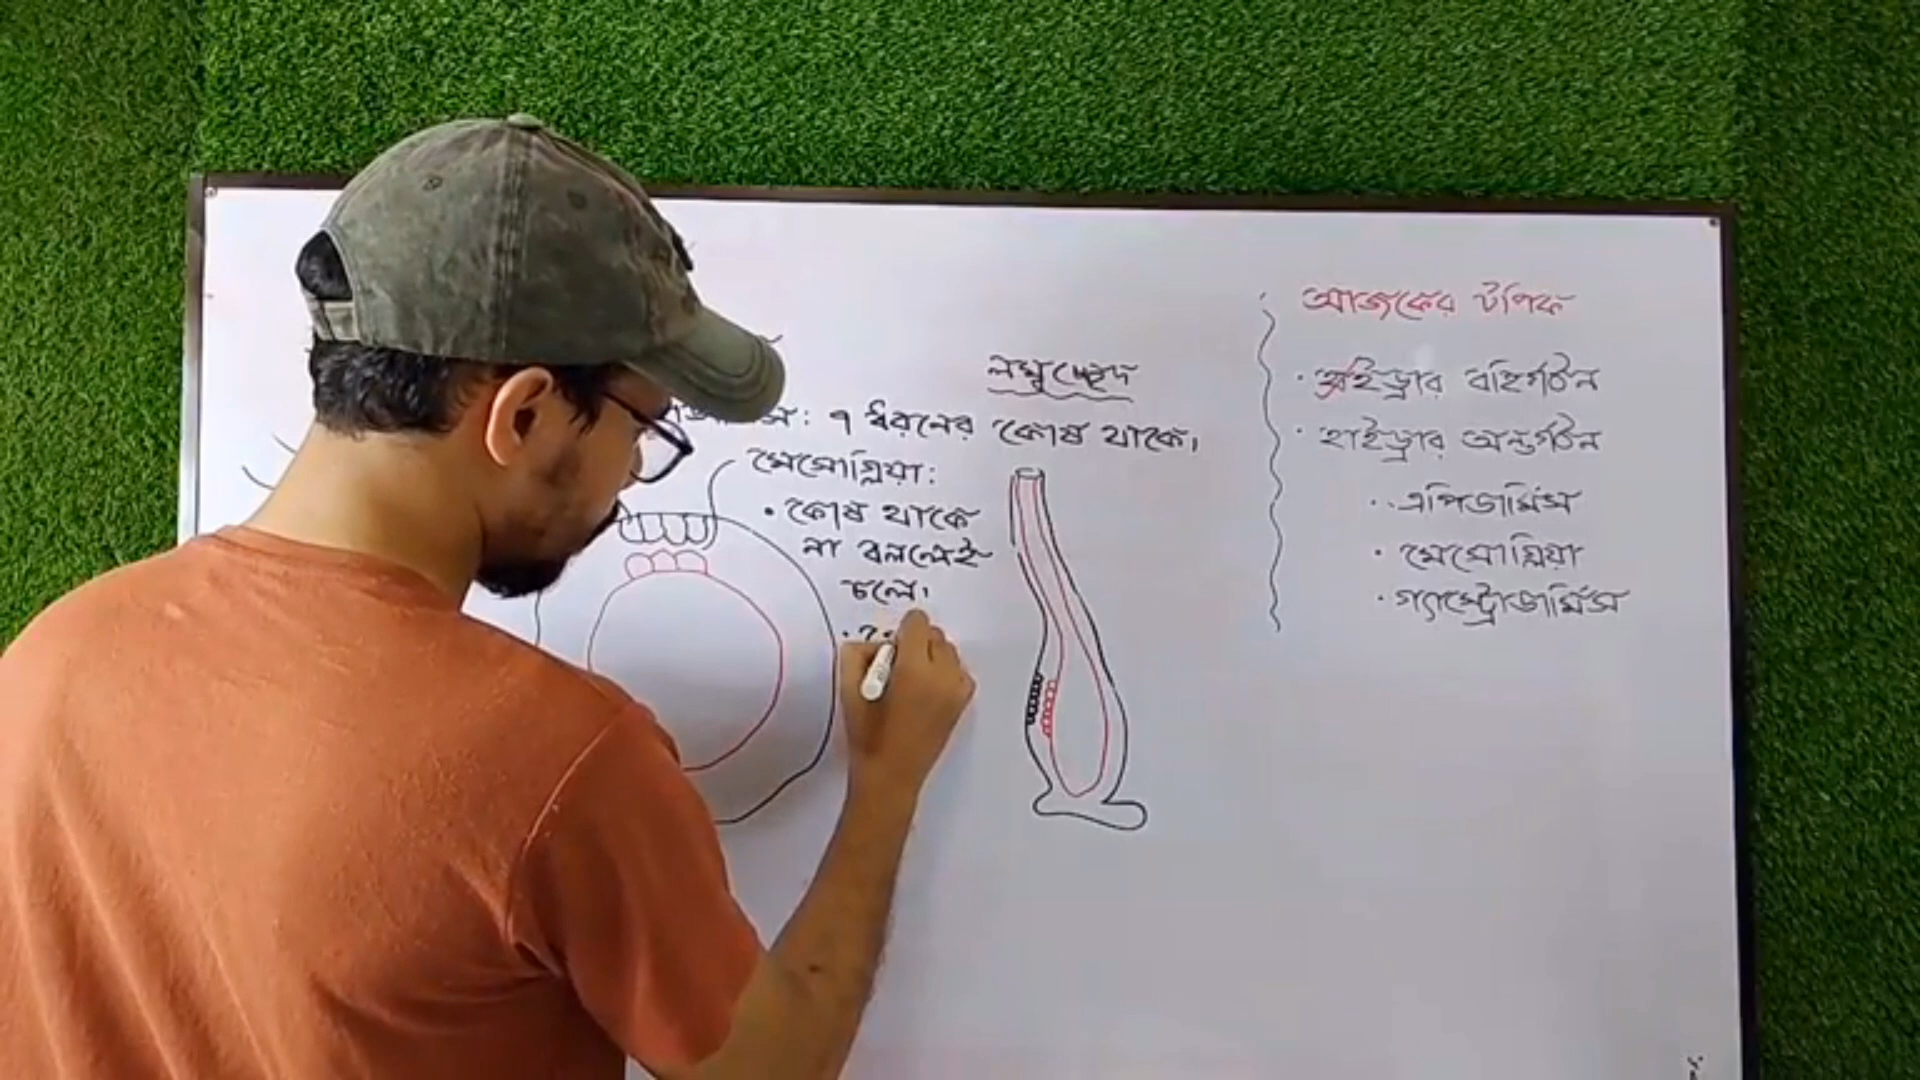 লম্বচ্ছেদ
: ৭ ধরনের কোষ থাকে।
মেসোগ্লিয়া:
• কোষ থাকে
না বললেই
চলে।
আজকের টপিক
· হাইড্রার বহির্গঠন
· হাইড্রার অন্তর্গঠন
· এপিডার্মিস
· মেসোগ্লিয়া
· গ্যাস্ট্রোডার্মিস